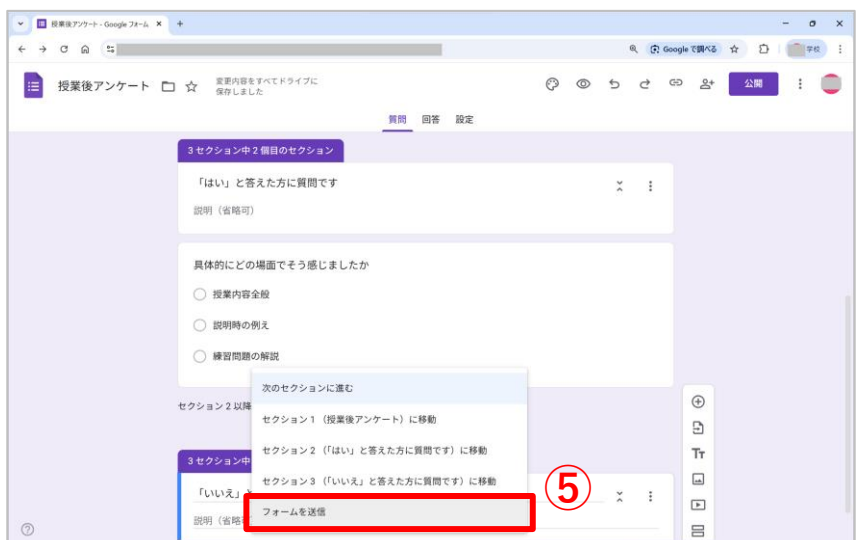 授業後アンケート - Google フォーム
Google で調べる
学校
授業後アンケート
変更内容をすべてドライブに
保存しました
公開
質問 回答 設定
3 セクション中 2 個目のセクション
「はい」と答えた方に質問です
説明（省略可）
具体的にどの場面でそう感じましたか
授業内容全般
説明時の例え
練習問題の解説
次のセクションに進む
セクション 2 以降
セクション 1 （授業後アンケート）に移動
セクション 2 （「はい」と答えた方に質問です）に移動
3 セクション中
セクション 3 （「いいえ」と答えた方に質問です）に移動
「いいえ」と
⑤
フォームを送信
説明（省略
Tт